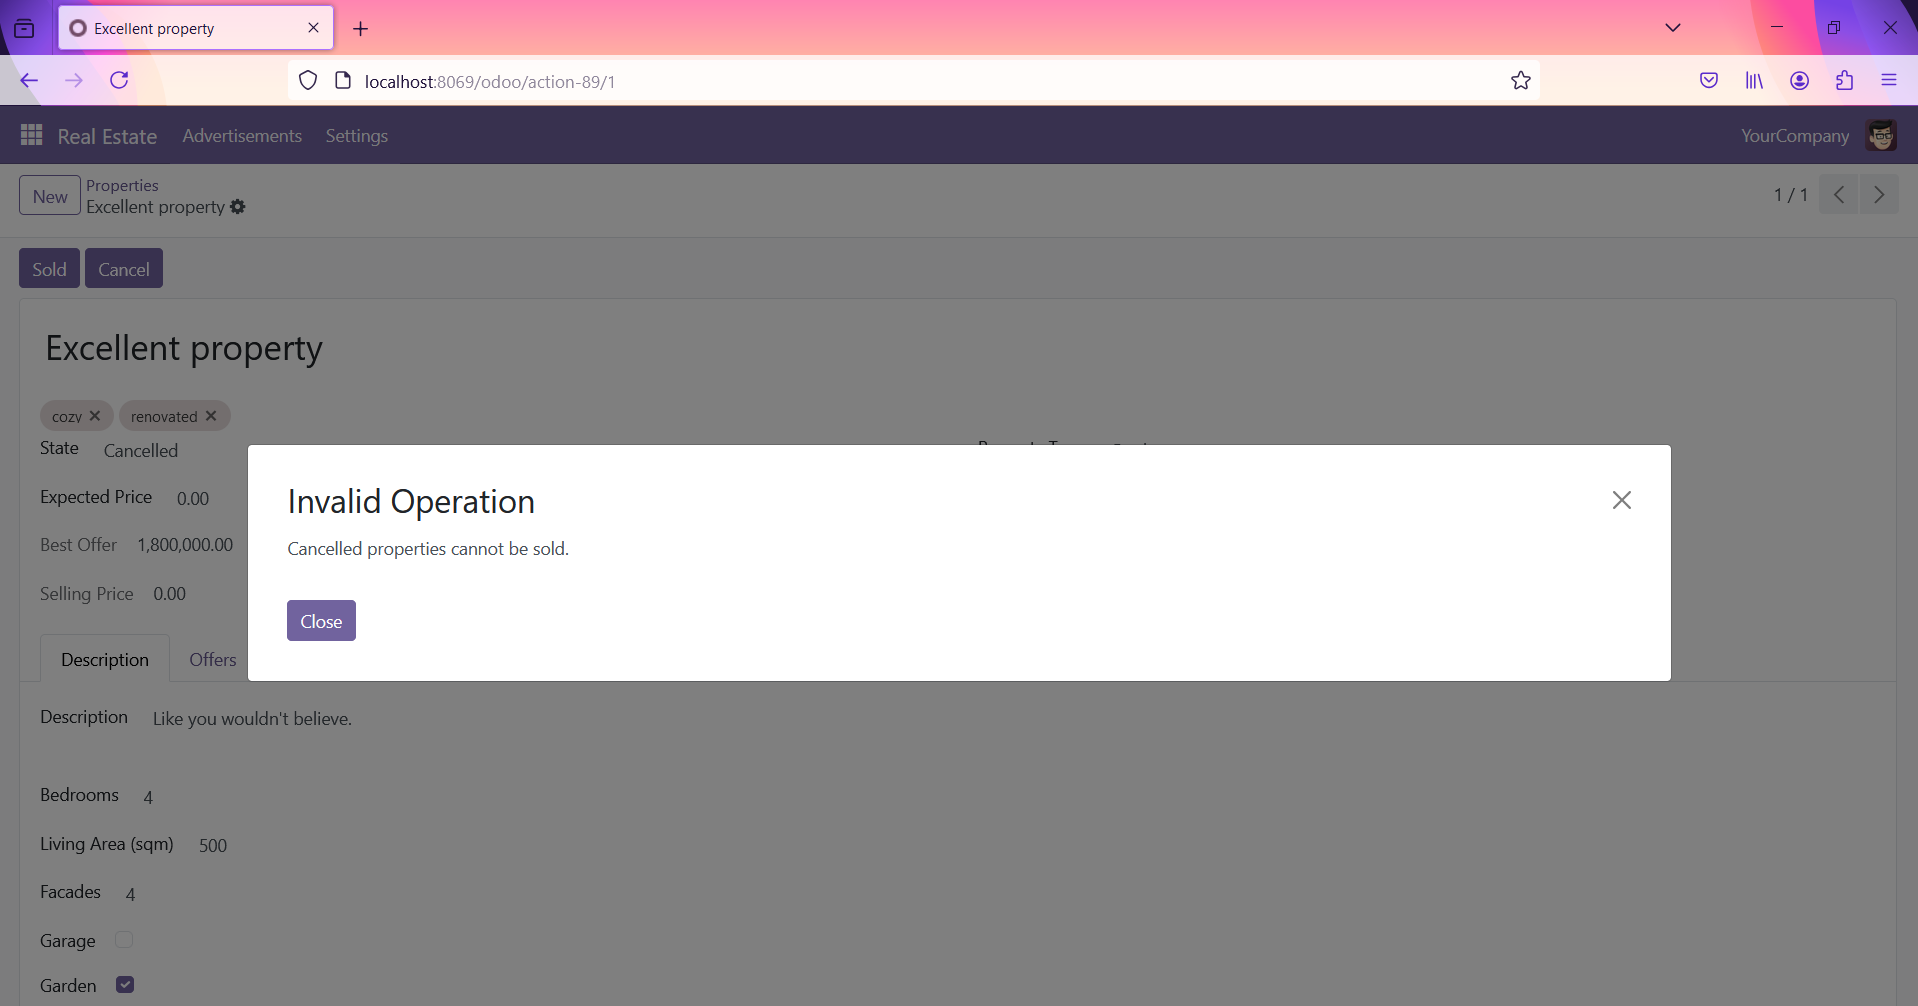 Excellent property
localhost:8069/odoo/action-89/1
Real Estate Advertisements Settings YourCompany
New Properties
Excellent property
1 / 1
Sold Cancel
Excellent property
cozy renovated
State Cancelled
Expected Price 0.00
Best Offer 1,800,000.00
Selling Price 0.00
Invalid Operation
Cancelled properties cannot be sold.
Close
Description Offers
Description Like you wouldn't believe.
Bedrooms 4
Living Area (sqm) 500
Facades 4
Garage
Garden